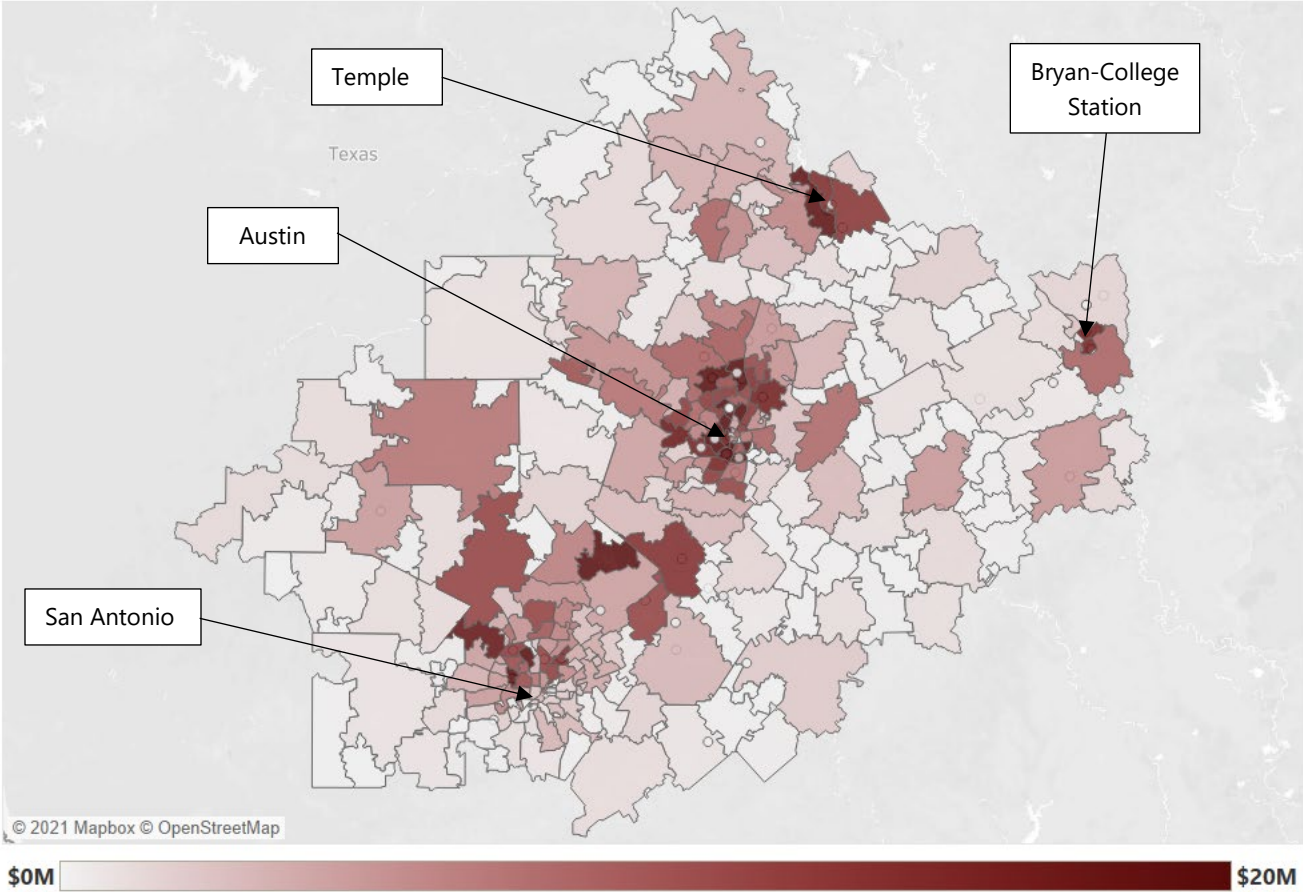 Temple
Bryan-College
Station
Texas
Austin
San Antonio
© 2021 Mapbox © OpenStreetMap
$0M
$20M